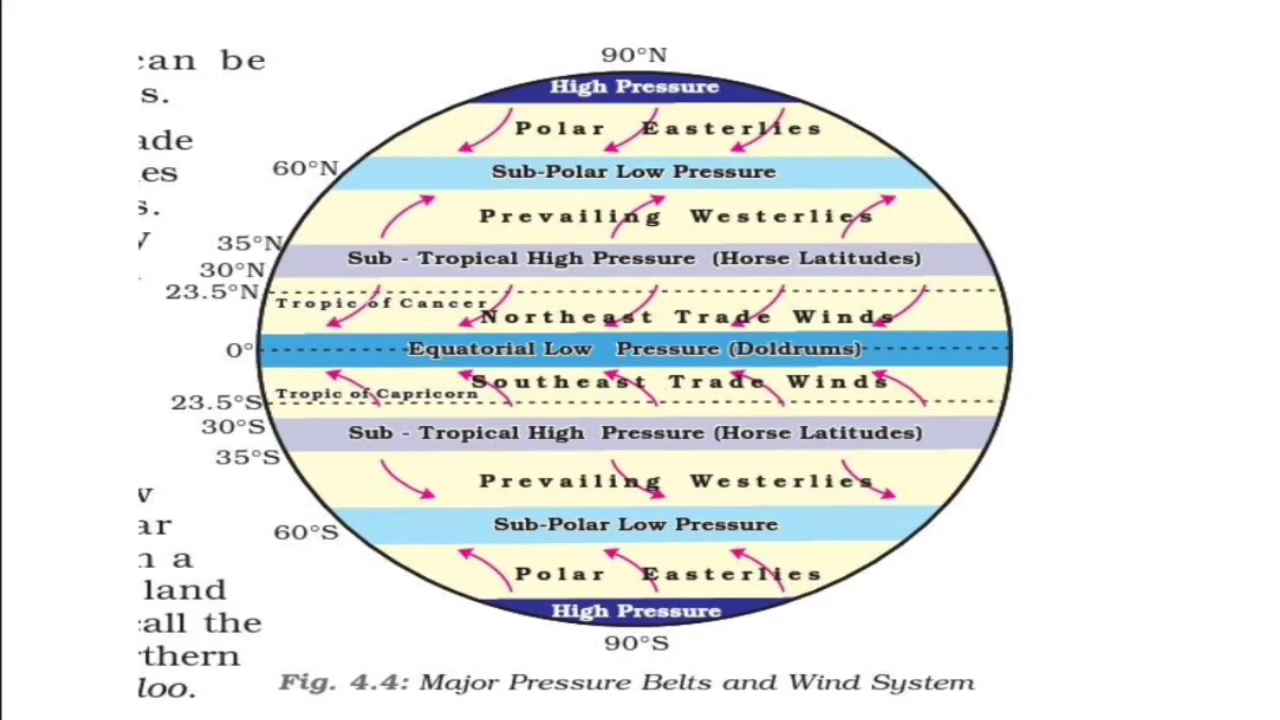 can be
s.
ade
es
s.
y
w
ar
n a
land
call the
rthern
loo.
90°N
High Pressure
Polar Easterlies
60°N
Sub-Polar Low Pressure
Prevailing Westerlies
35°N
Sub - Tropical High Pressure (Horse Latitudes)
30°N
23.5°N
Tropic of Cancer
Northeast Trade Winds
0°
Equatorial Low Pressure (Doldrums)
Southeast Trade Winds
Tropic of Capricorn
23.5°S
30°S
Sub - Tropical High Pressure (Horse Latitudes)
35°S
Prevailing Westerlies
60°S
Sub-Polar Low Pressure
Polar Easterlies
High Pressure
90°S
Fig. 4.4: Major Pressure Belts and Wind System